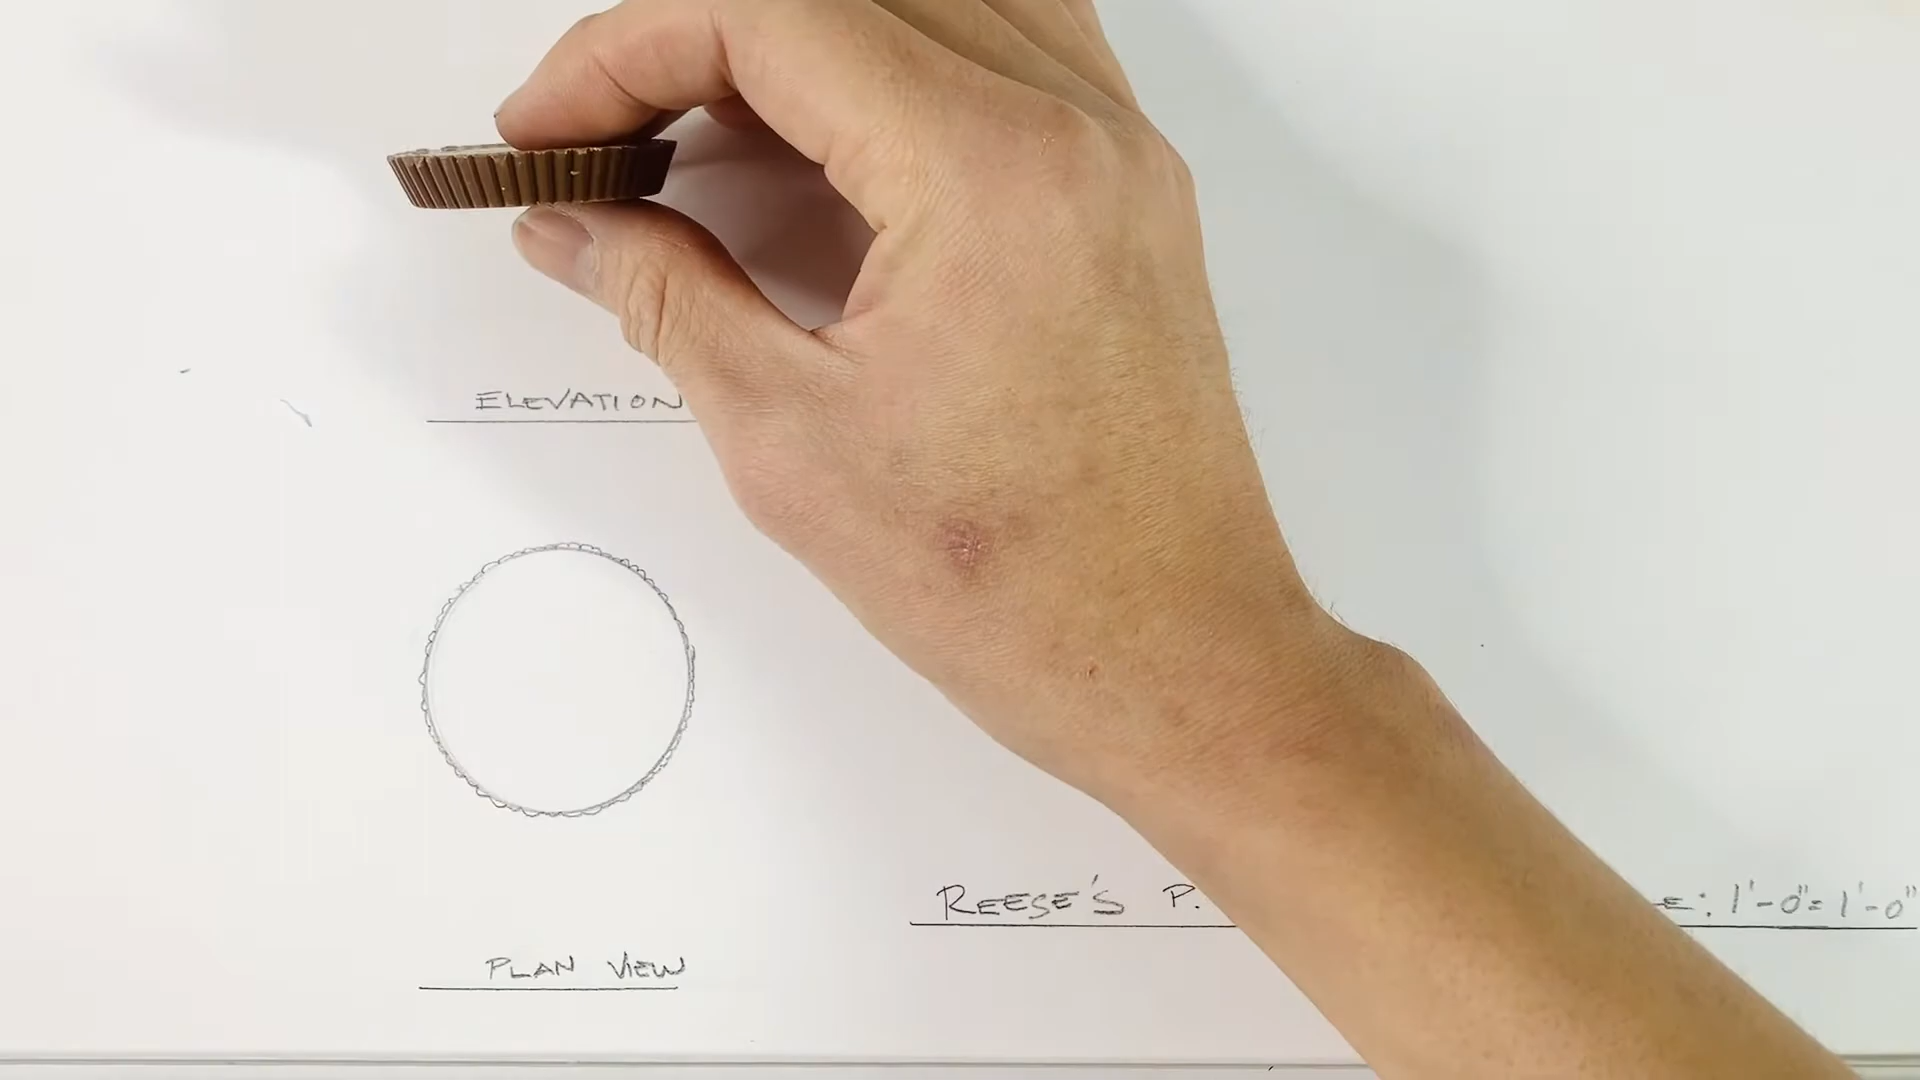 ELEVATION
REESE'S P.
E: 1'-0"= 1'-0"
PLAN VIEW